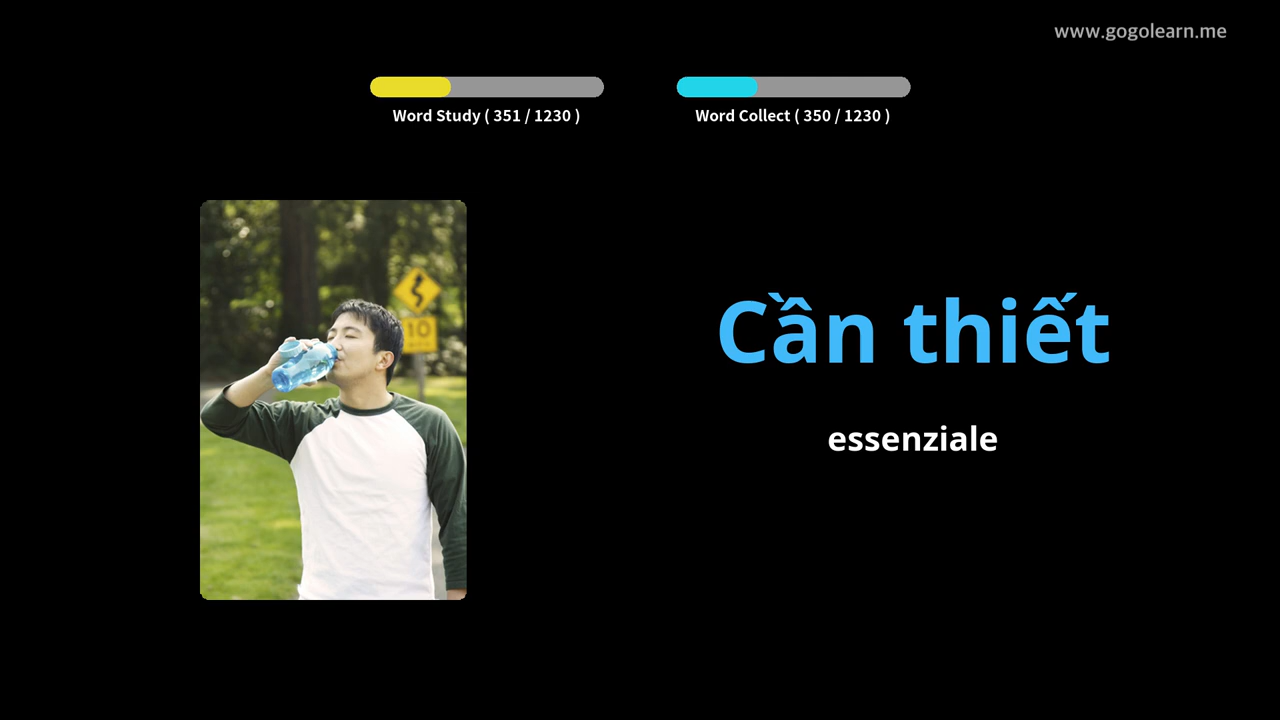 www.gogolearn.me
Word Study ( 351 / 1230 )
Word Collect ( 350 / 1230 )
10
Cần thiết
essenziale